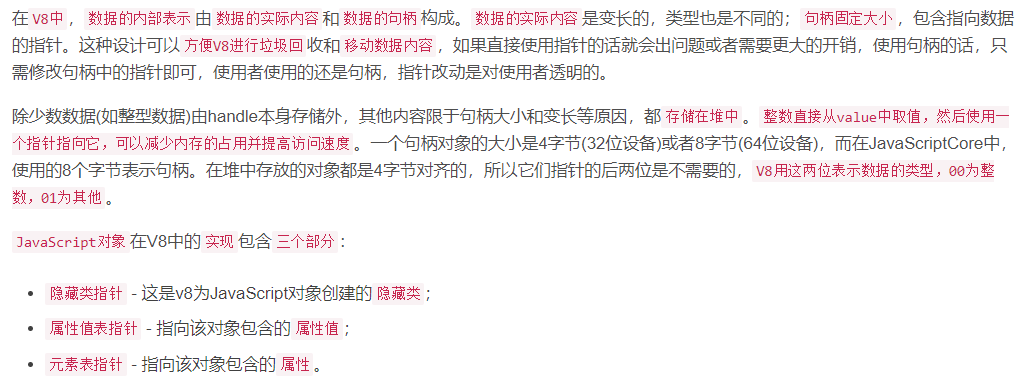 在 V8中，数据的内部表示 由 数据的实际内容 和 数据的句柄 构成。数据的实际内容 是变长的，类型也是不同的；句柄固定大小，包含指向数据
的指针。这种设计可以 方便V8进行垃圾回 收和 移动数据内容，如果直接使用指针的话就会出问题或者需要更大的开销，使用句柄的话，只
需修改句柄中的指针即可，使用者使用的还是句柄，指针改动是对使用者透明的。
除少数数据(如整型数据)由handle本身存储外，其他内容限于句柄大小和变长等原因，都 存储在堆中。整数直接从value中取值，然后使用一
个指针指向它，可以减少内存的占用并提高访问速度。一个句柄对象的大小是4字节(32位设备)或者8字节(64位设备)，而在JavaScriptCore中，
使用的8个字节表示句柄。在堆中存放的对象都是4字节对齐的，所以它们指针的后两位是不需要的，V8用这两位表示数据的类型，00为整
数，01为其他。
JavaScript对象 在V8中的 实现 包含 三个部分：
• 隐藏类指针 - 这是v8为JavaScript对象创建的 隐藏类；
• 属性值表指针 - 指向该对象包含的 属性值；
• 元素表指针 - 指向该对象包含的 属性。